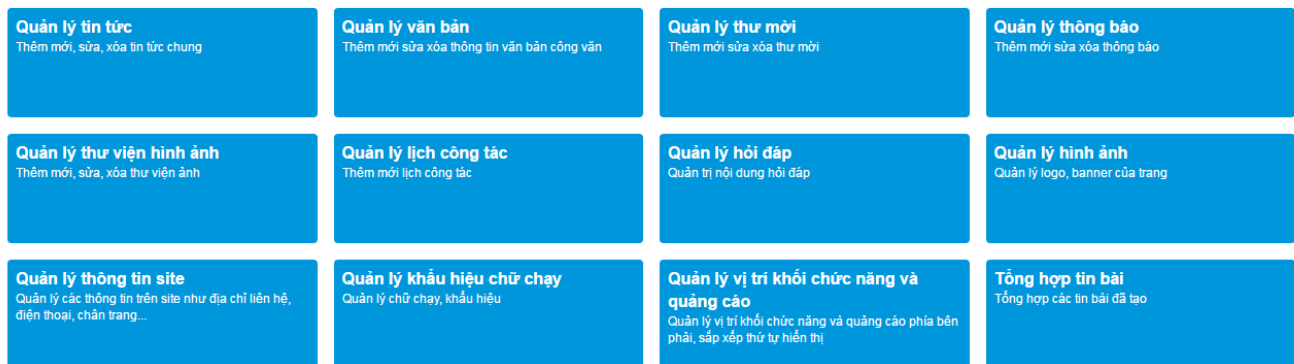 Quản lý tin tức
Thêm mới, sửa, xóa tin tức chung
Quản lý văn bản
Thêm mới sửa xóa thông tin văn bản công văn
Quản lý thư mời
Thêm mới sửa xóa thư mời
Quản lý thông báo
Thêm mới sửa xóa thông báo
Quản lý thư viện hình ảnh
Thêm mới, sửa, xóa thư viện ảnh
Quản lý lịch công tác
Thêm mới lịch công tác
Quản lý hỏi đáp
Quản trị nội dung hỏi đáp
Quản lý hình ảnh
Quản lý logo, banner của trang
Quản lý thông tin site
Quản lý các thông tin trên site như địa chỉ liên hệ,
điện thoại, chân trang...
Quản lý khẩu hiệu chữ chạy
Quản lý chữ chạy, khẩu hiệu
Quản lý vị trí khối chức năng và
quảng cáo
Quản lý vị trí khối chức năng và quảng cáo phía bên
phải, sắp xếp thứ tự hiển thị
Tổng hợp tin bài
Tổng hợp các tin bài đã tạo